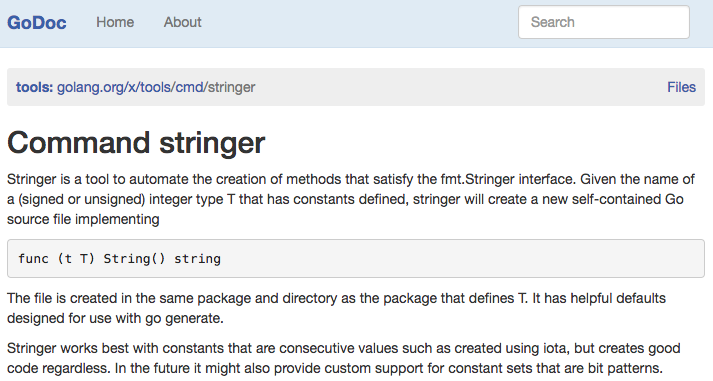 GoDoc Home About Search
tools: golang.org/x/tools/cmd/stringer Files
Command stringer
Stringer is a tool to automate the creation of methods that satisfy the fmt.Stringer interface. Given the name of
a (signed or unsigned) integer type T that has constants defined, stringer will create a new self-contained Go
source file implementing
func (t T) String() string
The file is created in the same package and directory as the package that defines T. It has helpful defaults
designed for use with go generate.
Stringer works best with constants that are consecutive values such as created using iota, but creates good
code regardless. In the future it might also provide custom support for constant sets that are bit patterns.